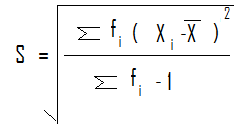 S = √( Σ fᵢ ( Xᵢ - X̅ )² / Σ fᵢ - 1 )